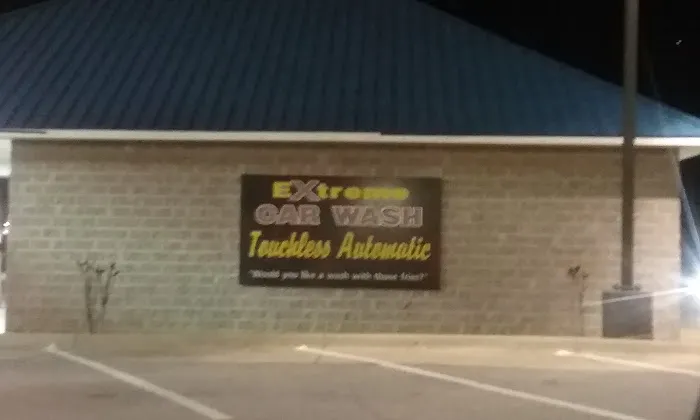 EXtreme
CAR WASH
Touchless Automatic
"Would you like a wash with those fries?"